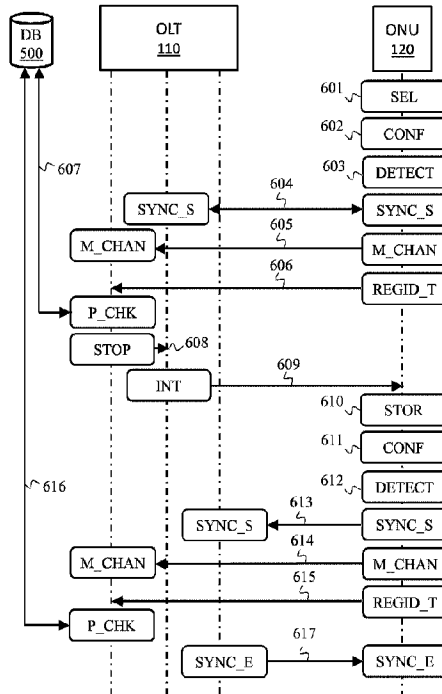 DB
500
OLT
110
ONU
120
601
SEL
602
CONF
603
DETECT
607
604
SYNC_S
SYNC_S
605
M_CHAN
M_CHAN
606
REGID_T
P_CHK
STOP
608
INT
609
610
STOR
611
CONF
616
612
DETECT
613
SYNC_S
SYNC_S
614
M_CHAN
M_CHAN
615
REGID_T
P_CHK
617
SYNC_E
SYNC_E